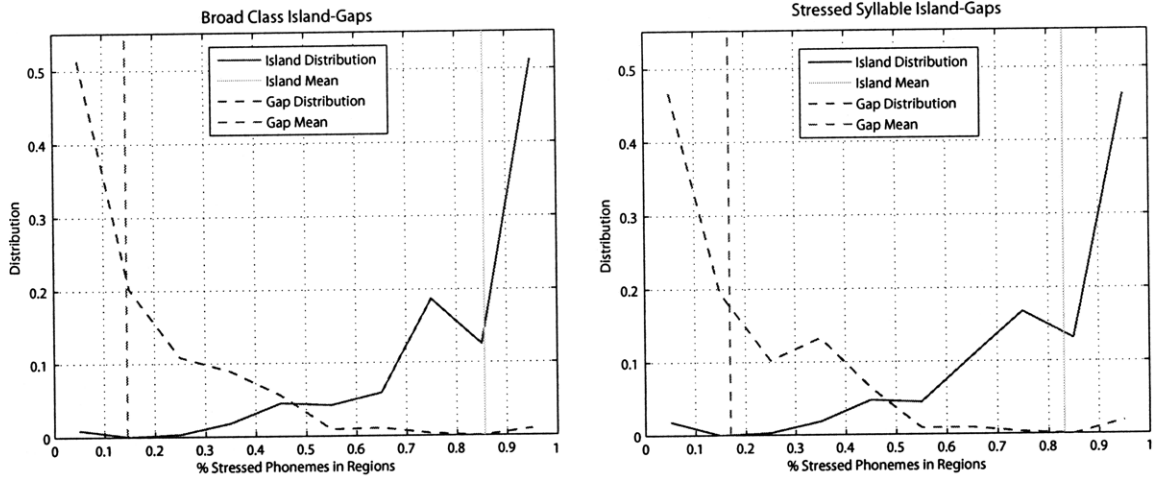 Broad Class Island-Gaps
0.5
0.4
0.3
0.2
0.1
0
Distribution
Island Distribution
Island Mean
Gap Distribution
Gap Mean
0 0.1 0.2 0.3 0.4 0.5 0.6 0.7 0.8 0.9 1
% Stressed Phonemes in Regions
Stressed Syllable Island-Gaps
0.5
0.4
0.3
0.2
0.1
0
Distribution
Island Distribution
Island Mean
Gap Distribution
Gap Mean
0 0.1 0.2 0.3 0.4 0.5 0.6 0.7 0.8 0.9 1
% Stressed Phonemes in Regions